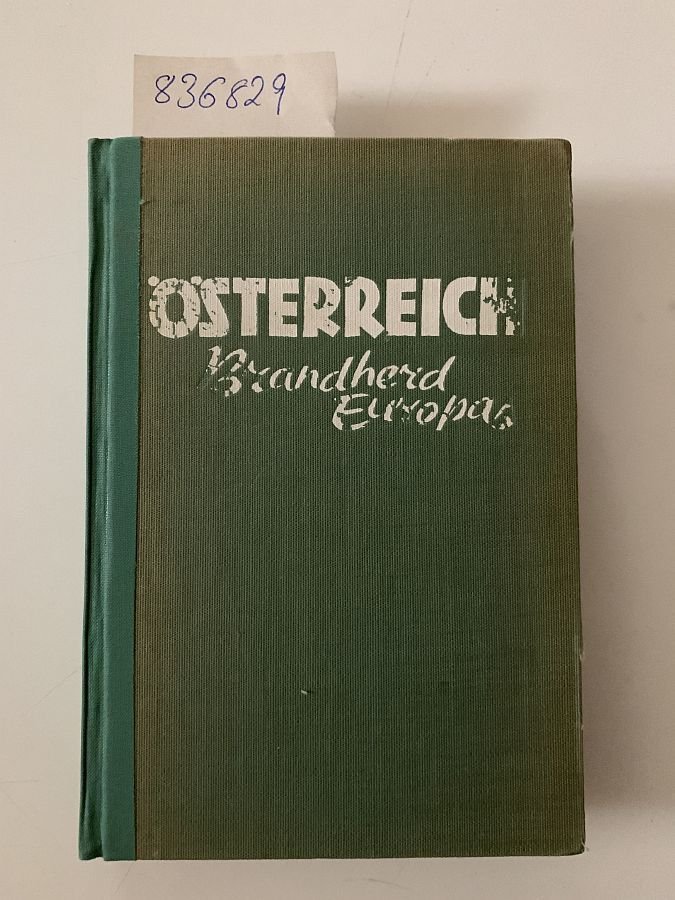 836829
ÖSTERREICH
Brandherd
Europas